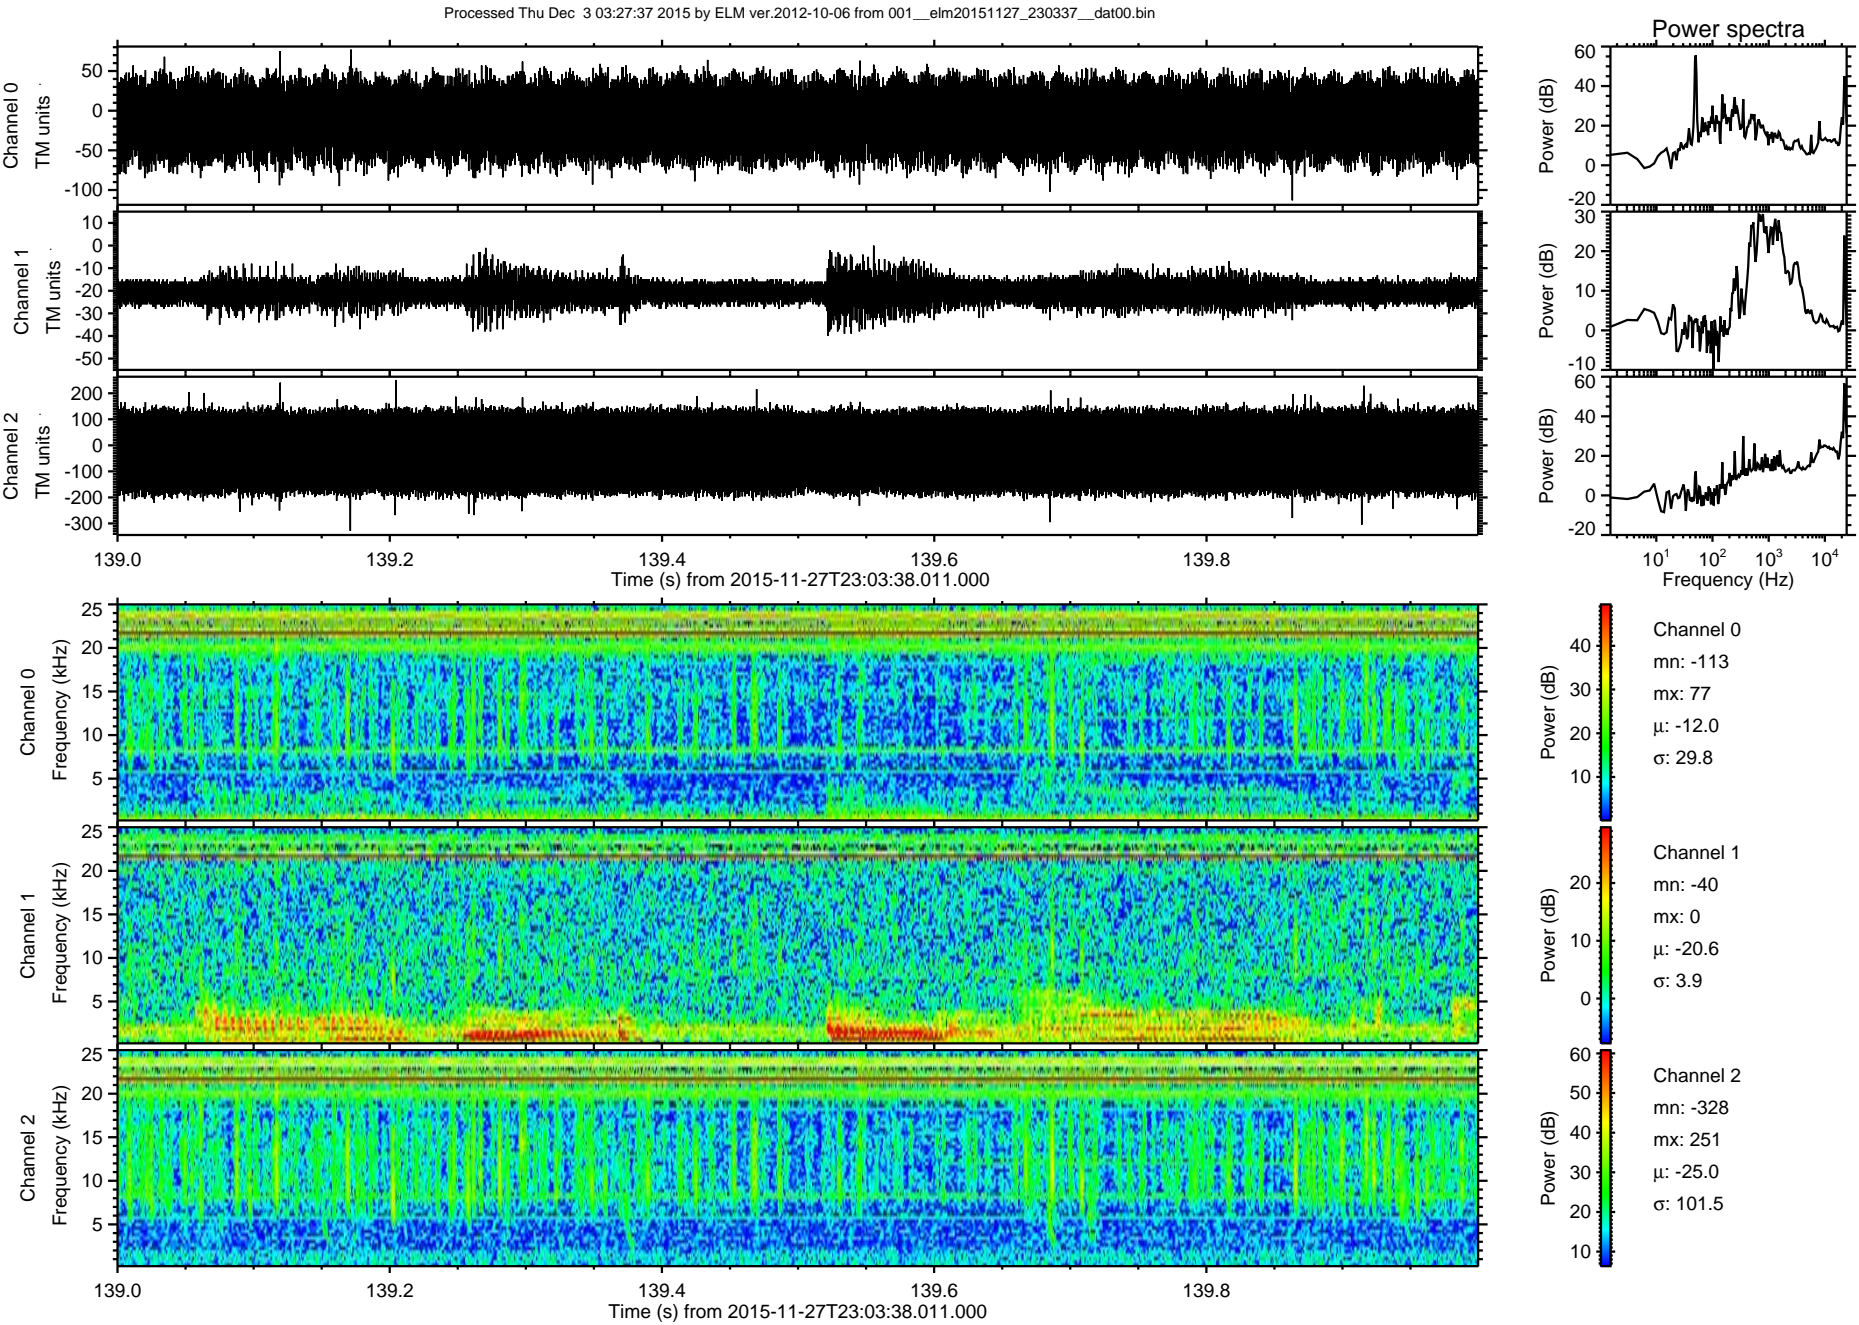 Processed Thu Dec  3 03:27:37 2015 by ELM ver.2012-10-06 from 001__elm20151127_230337__dat00.bin
Power spectra
Channel 0
TM units
50
0
-50
-100
Power (dB)
60
40
20
0
-20
Channel 1
TM units
10
0
-10
-20
-30
-40
-50
Power (dB)
30
20
10
0
-10
Channel 2
TM units
200
100
0
-100
-200
-300
Power (dB)
60
40
20
0
-20
139.0 139.2 139.4 139.6 139.8
Time (s) from 2015-11-27T23:03:38.011.000
10^1 10^2 10^3 10^4
Frequency (Hz)
Channel 0
Frequency (kHz)
25
20
15
10
5
Power (dB)
40
30
20
10
Channel 0
mn: -113
mx: 77
μ: -12.0
σ: 29.8
Channel 1
Frequency (kHz)
25
20
15
10
5
Power (dB)
20
10
0
Channel 1
mn: -40
mx: 0
μ: -20.6
σ: 3.9
Channel 2
Frequency (kHz)
25
20
15
10
5
Power (dB)
60
50
40
30
20
10
Channel 2
mn: -328
mx: 251
μ: -25.0
σ: 101.5
139.0 139.2 139.4 139.6 139.8
Time (s) from 2015-11-27T23:03:38.011.000